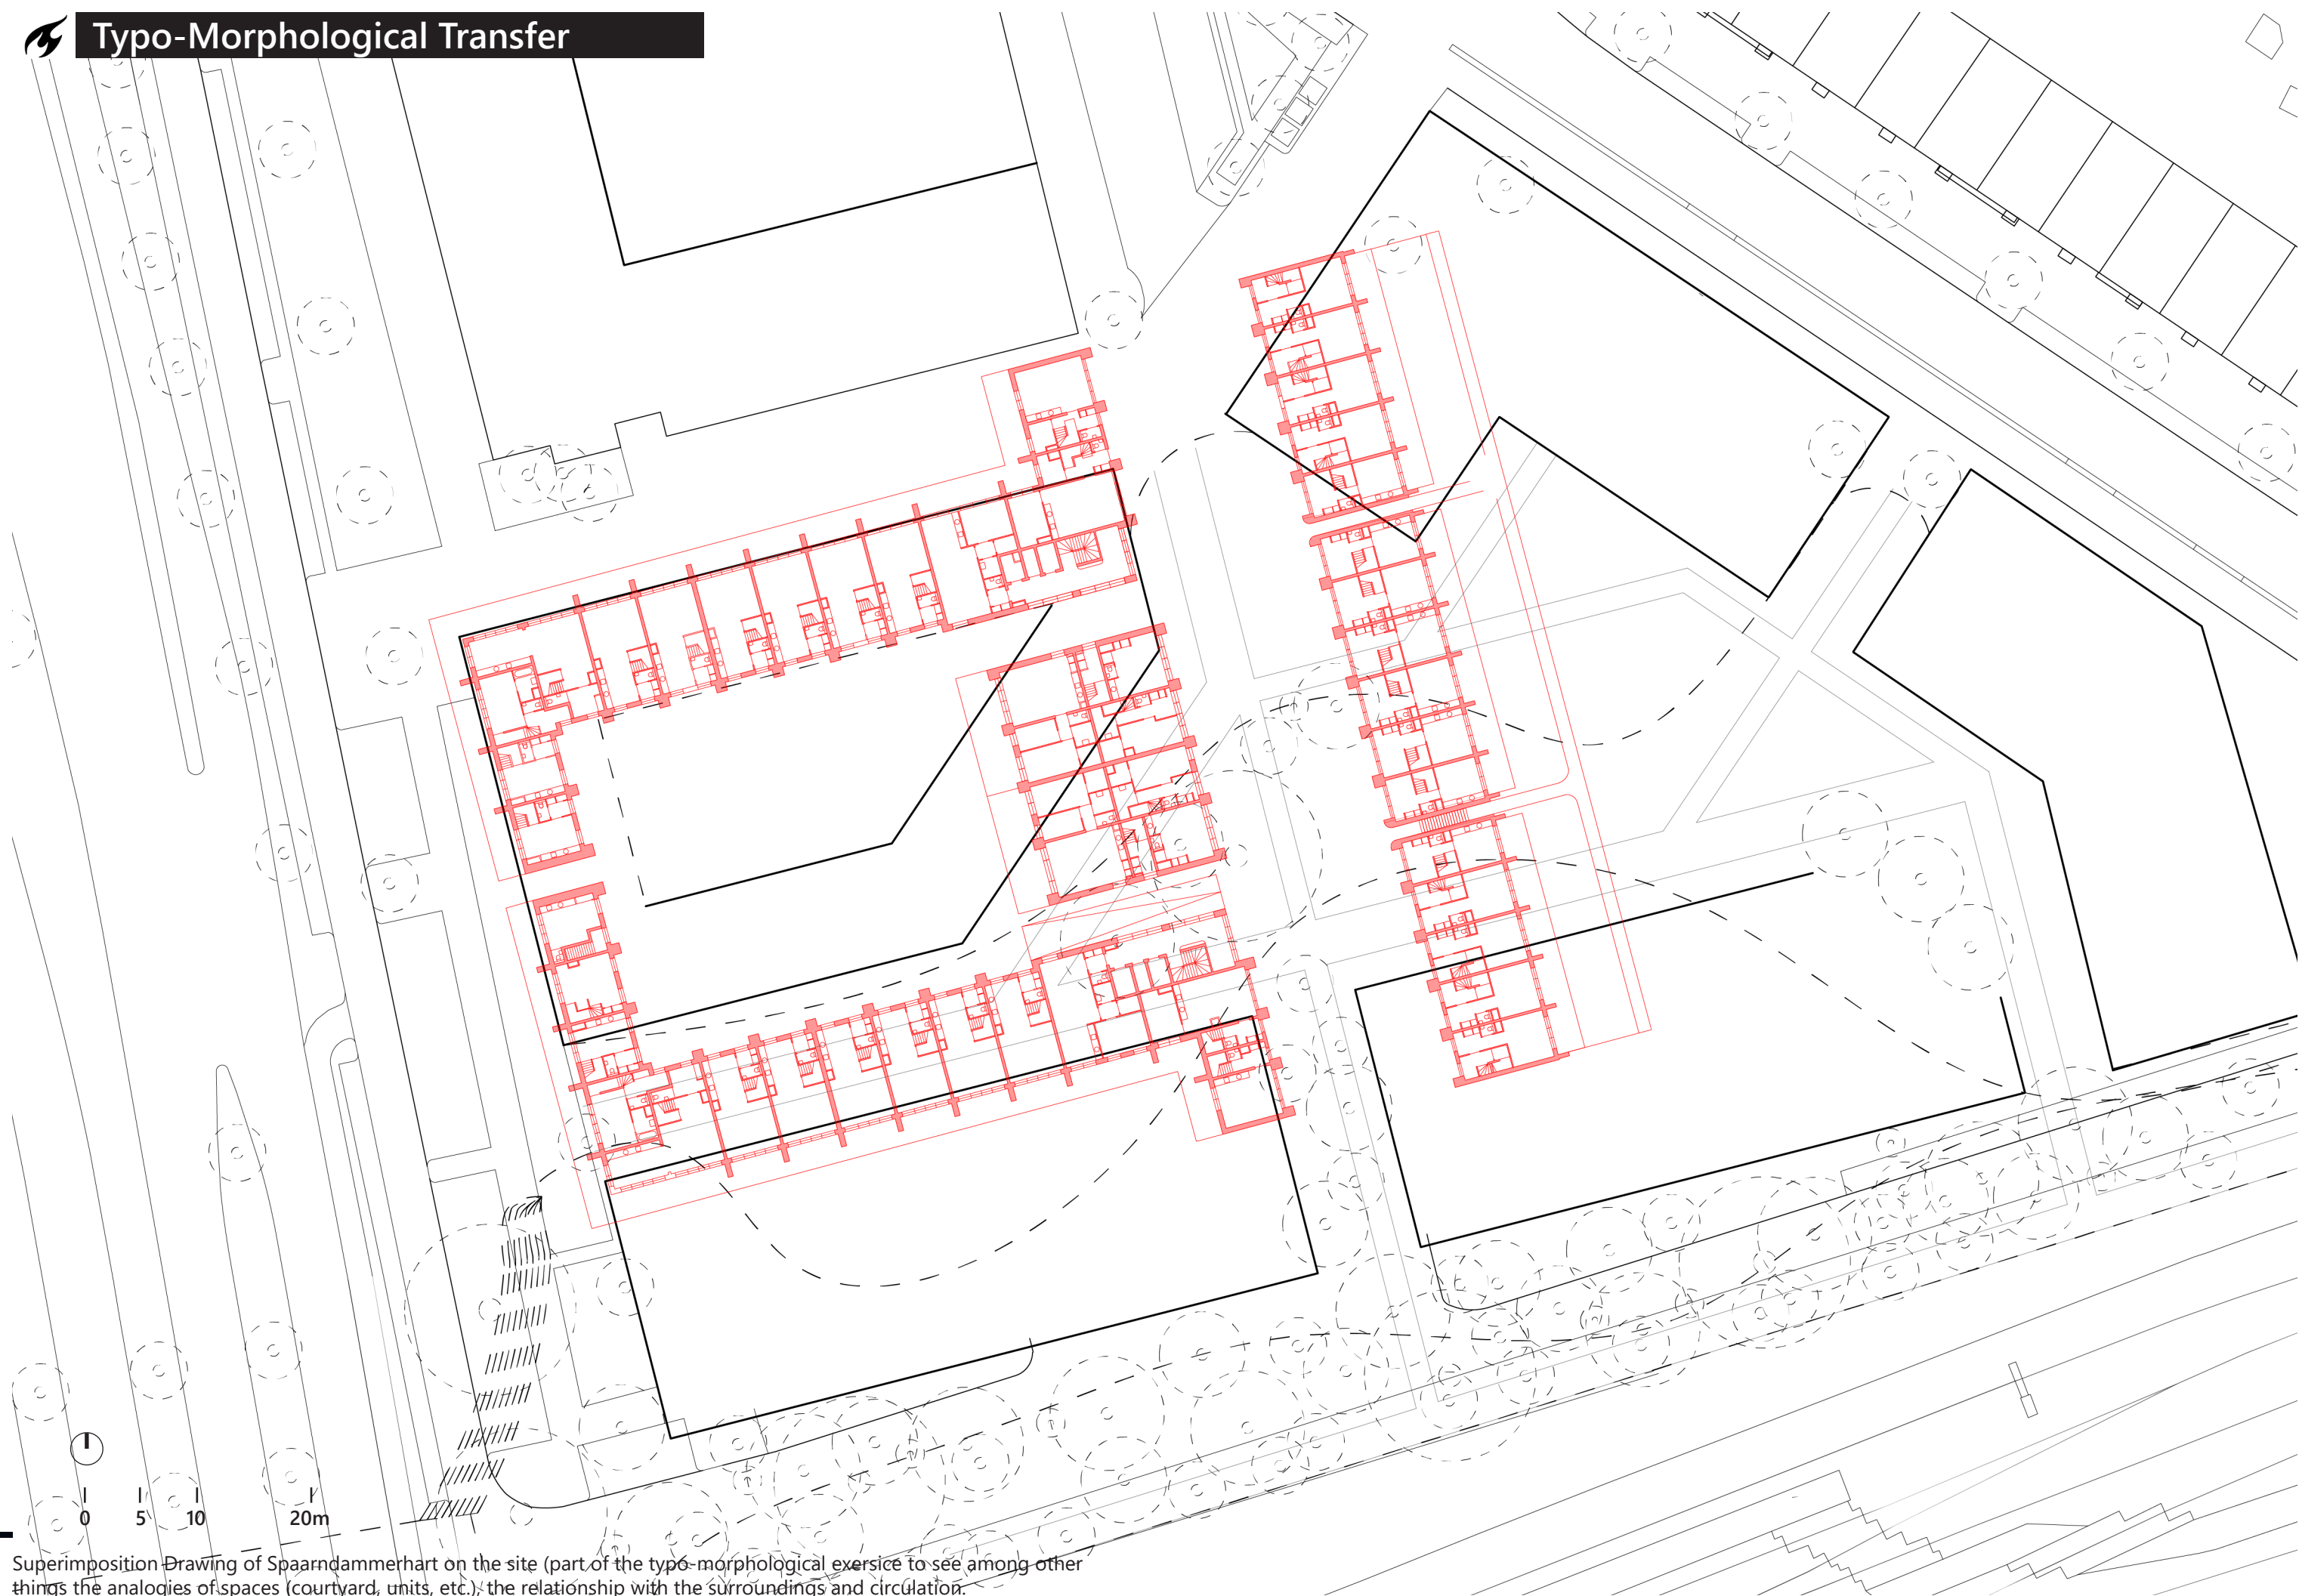 Typo-Morphological Transfer
0 5 10 20m
Superimposition Drawing of Spaarndammerhart on the site (part of the typo-morphological exersice to see among other
things the analogies of spaces (courtyard, units, etc.), the relationship with the surroundings and circulation.